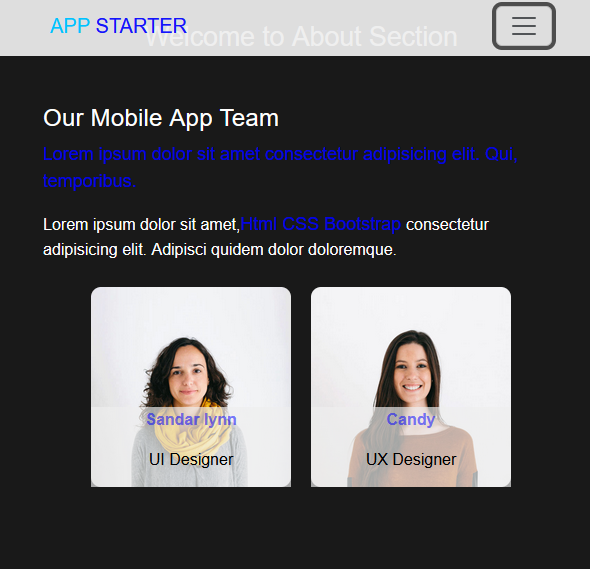 APP STARTER
Welcome to About Section
Our Mobile App Team
Lorem ipsum dolor sit amet consectetur adipisicing elit. Qui,
temporibus.
Lorem ipsum dolor sit amet,Html CSS Bootstrap consectetur
adipisicing elit. Adipisci quidem dolor doloremque.
Sandar lynn
Candy
UI Designer
UX Designer